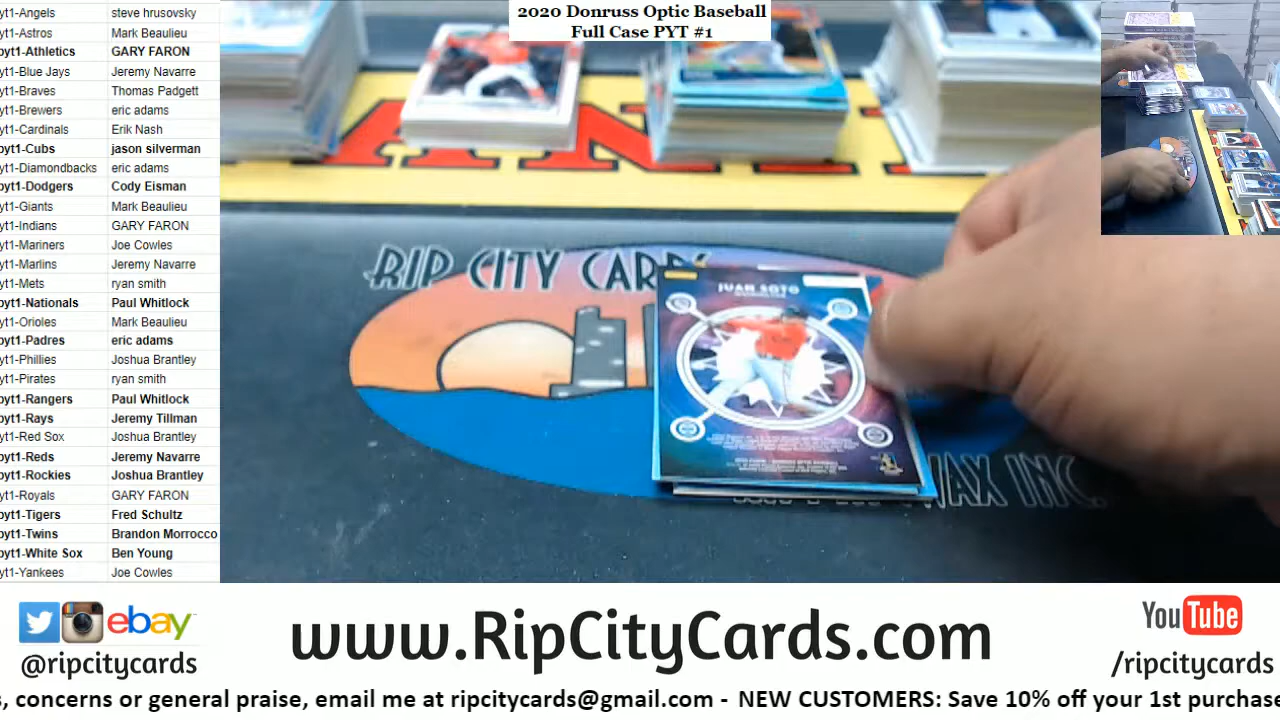 2020 Donruss Optic Baseball
Full Case PYT #1
yt1-Angels steve hrusovsky
yt1-Astros Mark Beaulieu
pyt1-Athletics GARY FARON
yt1-Blue Jays Jeremy Navarre
yt1-Braves Thomas Padgett
yt1-Brewers eric adams
yt1-Cardinals Erik Nash
pyt1-Cubs jason silverman
yt1-Diamondbacks eric adams
pyt1-Dodgers Cody Eisman
yt1-Giants Mark Beaulieu
yt1-Indians GARY FARON
yt1-Mariners Joe Cowles
yt1-Marlins Jeremy Navarre
yt1-Mets ryan smith
pyt1-Nationals Paul Whitlock
yt1-Orioles Mark Beaulieu
pyt1-Padres eric adams
yt1-Phillies Joshua Brantley
yt1-Pirates ryan smith
pyt1-Rangers Paul Whitlock
pyt1-Rays Jeremy Tillman
yt1-Red Sox Joshua Brantley
pyt1-Reds Jeremy Navarre
pyt1-Rockies Joshua Brantley
yt1-Royals GARY FARON
pyt1-Tigers Fred Schultz
pyt1-Twins Brandon Morrocco
pyt1-White Sox Ben Young
yt1-Yankees Joe Cowles
RIP CITY CARDS
JUAN SOTO
WAX INC.
ebay
@ripcitycards
www.RipCityCards.com
YouTube
/ripcitycards
s, concerns or general praise, email me at ripcitycards@gmail.com - NEW CUSTOMERS: Save 10% off your 1st purchase